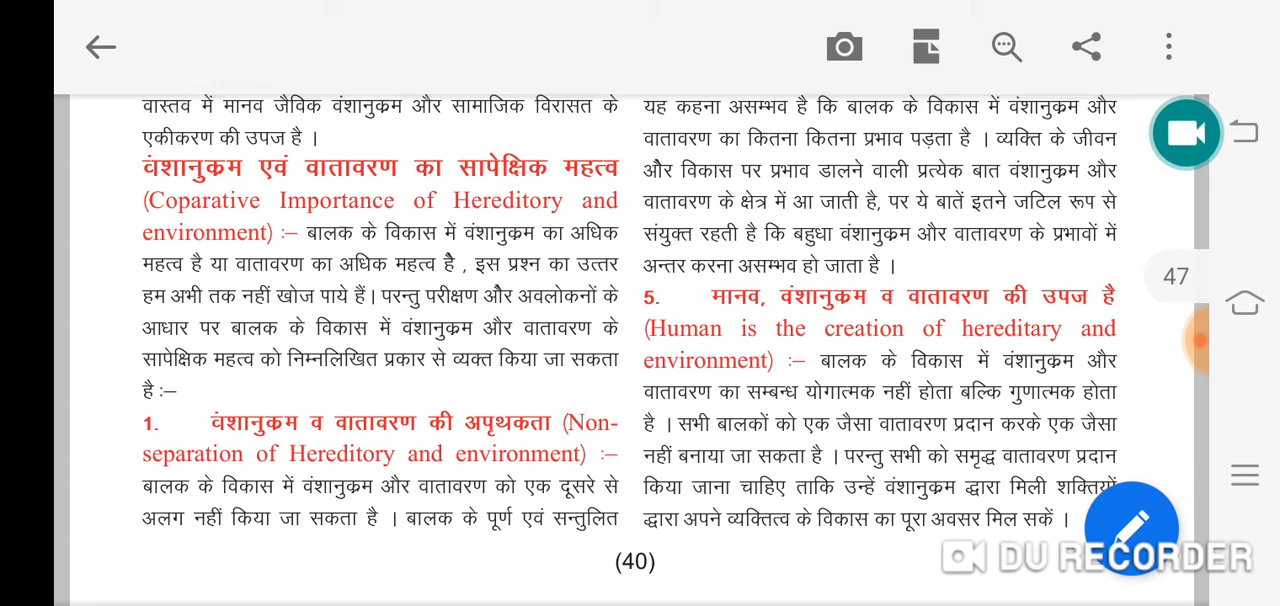 वास्तव में मानव जैविक वंशानुक्रम और सामाजिक विरासत के
एकीकरण की उपज है ।
वंशानुक्रम एवं वातावरण का सापेक्षिक महत्व
(Coparative Importance of Hereditory and
environment) :– बालक के विकास में वंशानुक्रम का अधिक
महत्व है या वातावरण का अधिक महत्व है , इस प्रश्न का उत्तर
हम अभी तक नहीं खोज पाये हैं। परन्तु परीक्षण और अवलोकनों के
आधार पर बालक के विकास में वंशानुक्रम और वातावरण के
सापेक्षिक महत्व को निम्नलिखित प्रकार से व्यक्त किया जा सकता
है :–
1. वंशानुक्रम व वातावरण की अपृथकता (Non-
separation of Hereditory and environment) :–
बालक के विकास में वंशानुक्रम और वातावरण को एक दूसरे से
अलग नहीं किया जा सकता है । बालक के पूर्ण एवं सन्तुलित
यह कहना असम्भव है कि बालक के विकास में वंशानुक्रम और
वातावरण का कितना कितना प्रभाव पड़ता है । व्यक्ति के जीवन
और विकास पर प्रभाव डालने वाली प्रत्येक बात वंशानुक्रम और
वातावरण के क्षेत्र में आ जाती है, पर ये बातें इतने जटिल रूप से
संयुक्त रहती है कि बहुधा वंशानुक्रम और वातावरण के प्रभावों में
अन्तर करना असम्भव हो जाता है ।
5. मानव, वंशानुक्रम व वातावरण की उपज है
(Human is the creation of hereditary and
environment) :– बालक के विकास में वंशानुक्रम और
वातावरण का सम्बन्ध योगात्मक नहीं होता बल्कि गुणात्मक होता
है । सभी बालकों को एक जैसा वातावरण प्रदान करके एक जैसा
नहीं बनाया जा सकता है । परन्तु सभी को समृद्ध वातावरण प्रदान
किया जाना चाहिए ताकि उन्हें वंशानुक्रम द्वारा मिली शक्तियों
द्वारा अपने व्यक्तित्व के विकास का पूरा अवसर मिल सकें ।
(40)
47
DU RECORDER